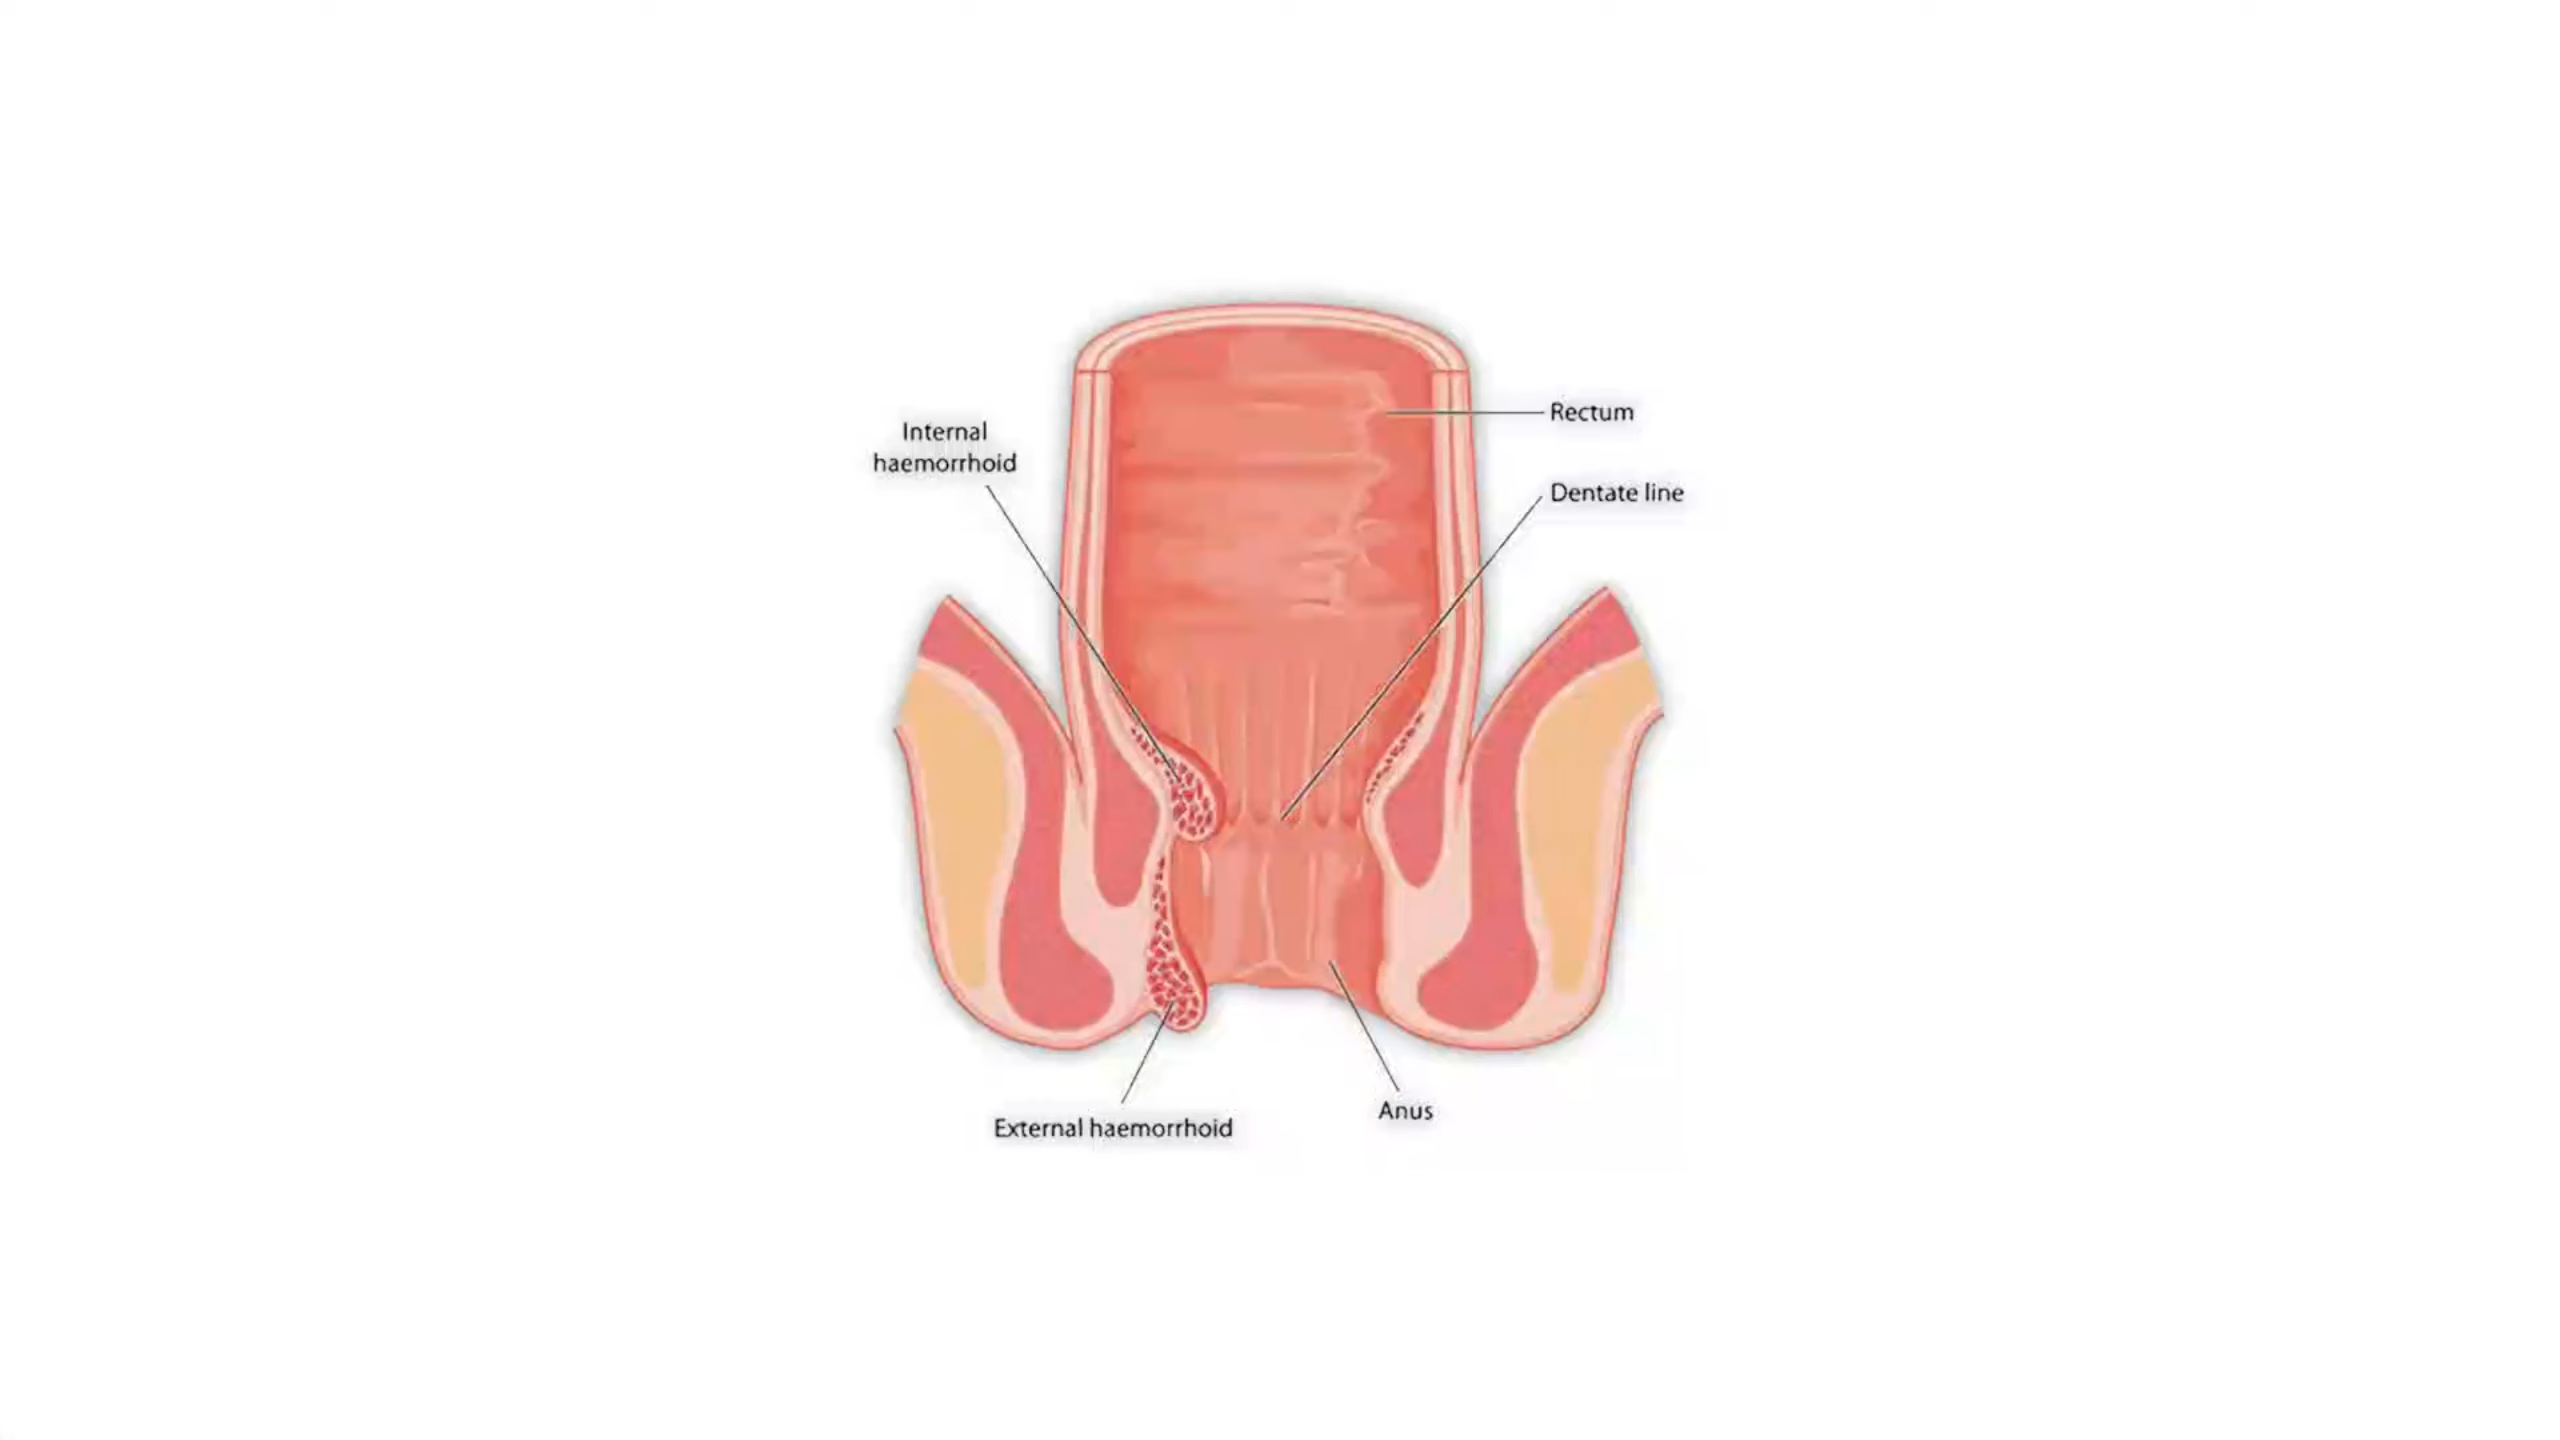 Internal
haemorrhoid
Rectum
Dentate line
External haemorrhoid
Anus